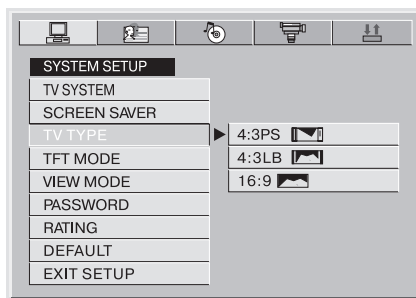 SYSTEM SETUP
TV SYSTEM
SCREEN SAVER
TV TYPE
4:3PS
TFT MODE
4:3LB
VIEW MODE
16:9
PASSWORD
RATING
DEFAULT
EXIT SETUP